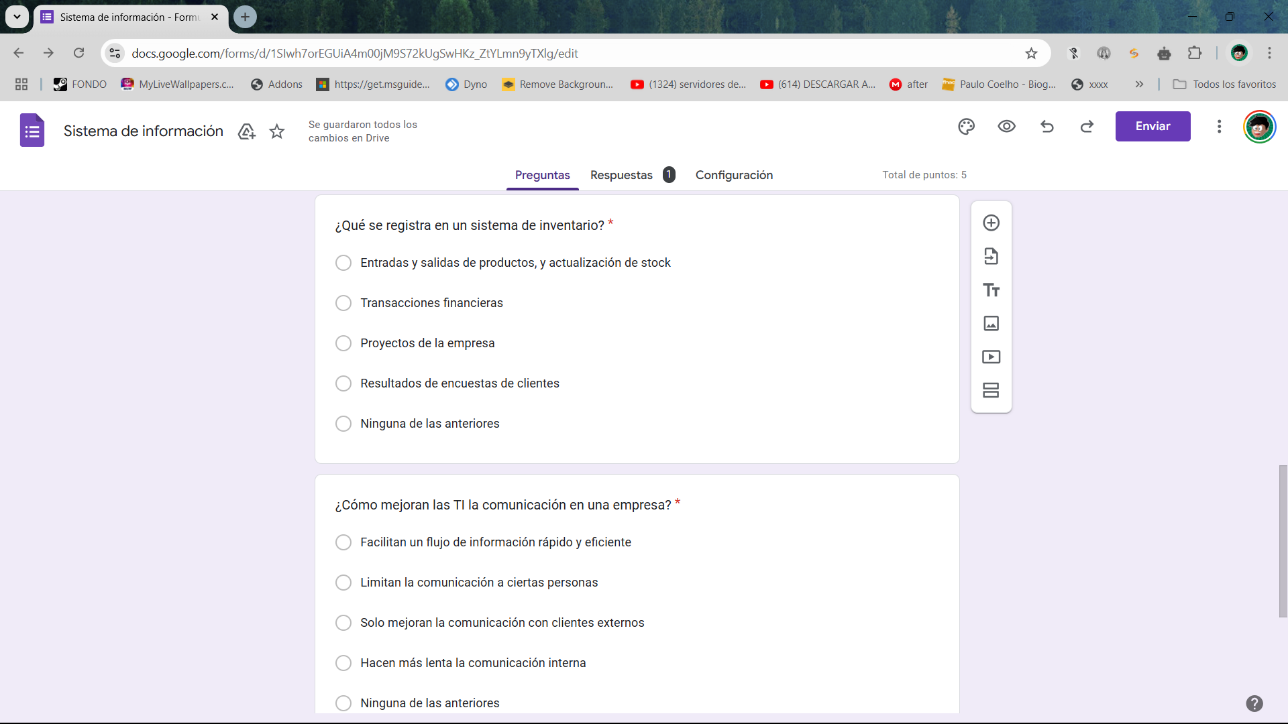 Sistema de información - Formu
docs.google.com/forms/d/1SIwh7orEGUiA4m00jM9S72kUgSwHKz_ZtYLmn9yTXlg/edit
FONDO
MyLiveWallpapers.c...
Addons
https://get.msguide...
Dyno
Remove Backgroun...
(1324) servidores de...
(614) DESCARGAR A...
after
Paulo Coelho - Biog...
xxxx
Todos los favoritos
Sistema de información
Se guardaron todos los
cambios en Drive
Enviar
Preguntas
Respuestas 1
Configuración
Total de puntos: 5
¿Qué se registra en un sistema de inventario? *
Entradas y salidas de productos, y actualización de stock
Transacciones financieras
Proyectos de la empresa
Resultados de encuestas de clientes
Ninguna de las anteriores
¿Cómo mejoran las TI la comunicación en una empresa? *
Facilitan un flujo de información rápido y eficiente
Limitan la comunicación a ciertas personas
Solo mejoran la comunicación con clientes externos
Hacen más lenta la comunicación interna
Ninguna de las anteriores